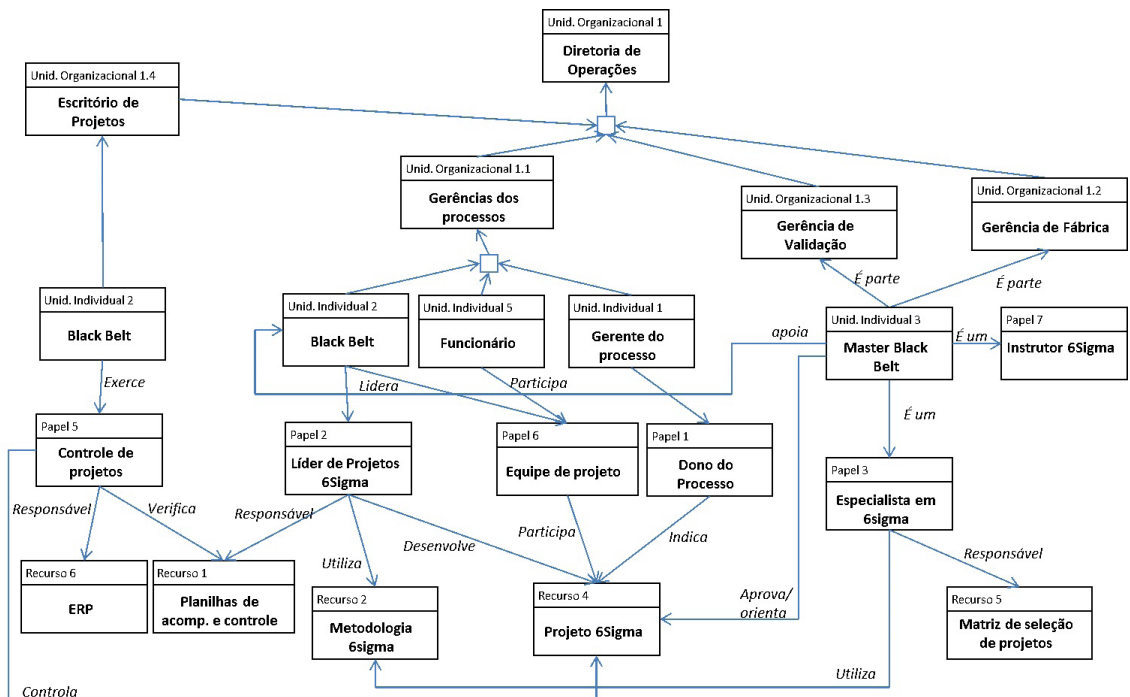 Unid. Organizacional 1
Diretoria de
Operações
Unid. Organizacional 1.4
Escritório de
Projetos
Unid. Organizacional 1.1
Gerências dos
processos
Unid. Organizacional 1.3
Gerência de
Validação
Unid. Organizacional 1.2
Gerência de Fábrica
É parte
É parte
Unid. Individual 2
Black Belt
Unid. Individual 2
Black Belt
Unid. Individual 5
Funcionário
Unid. Individual 1
Gerente do
processo
apoia
Unid. Individual 3
Master Black
Belt
É um
Papel 7
Instrutor 6Sigma
Exerce
Lidera
Participa
É um
Papel 5
Controle de
projetos
Papel 2
Líder de Projetos
6Sigma
Papel 6
Equipe de projeto
Papel 1
Dono do
Processo
Papel 3
Especialista em
6sigma
Responsável
Verifica
Responsável
Desenvolve
Participa
Indica
Utiliza
Responsável
Recurso 6
ERP
Recurso 1
Planilhas de
acomp. e controle
Recurso 2
Metodologia
6sigma
Recurso 4
Projeto 6Sigma
Aprova/
orienta
Recurso 5
Matriz de seleção
de projetos
Utiliza
Controla